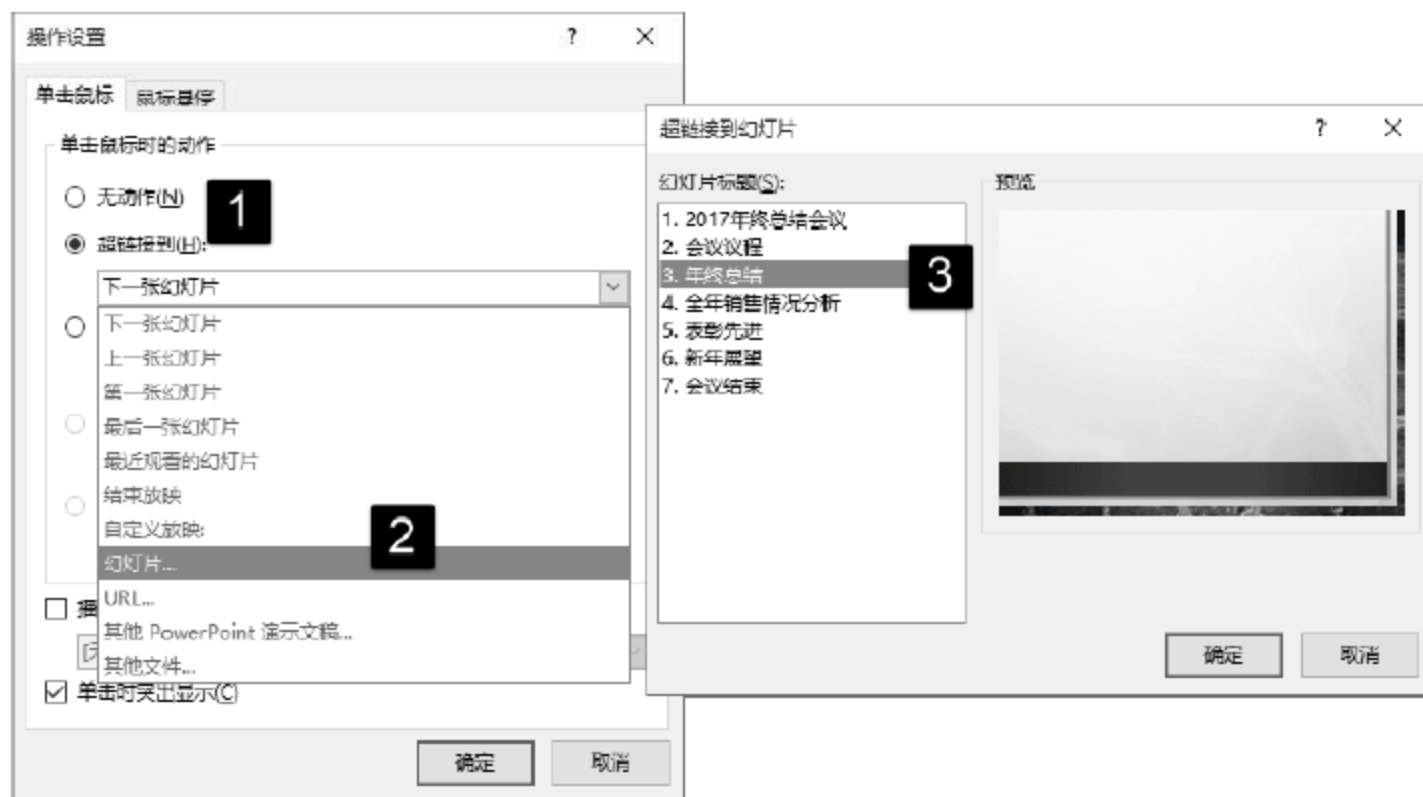 操作设置
单击鼠标
鼠标悬停
单击鼠标时的动作
无动作(N)
1
超链接到(H):
下一张幻灯片
下一张幻灯片
上一张幻灯片
第一张幻灯片
最后一张幻灯片
最近观看的幻灯片
结束放映
自定义放映:
2
幻灯片...
URL...
其他 PowerPoint 演示文稿...
其他文件...
单击时突出显示(C)
确定
取消
超链接到幻灯片
幻灯片标题(S):
1. 2017年终总结会议
2. 会议议程
3. 年终总结
3
4. 全年销售情况分析
5. 表彰先进
6. 新年展望
7. 会议结束
预览
确定
取消